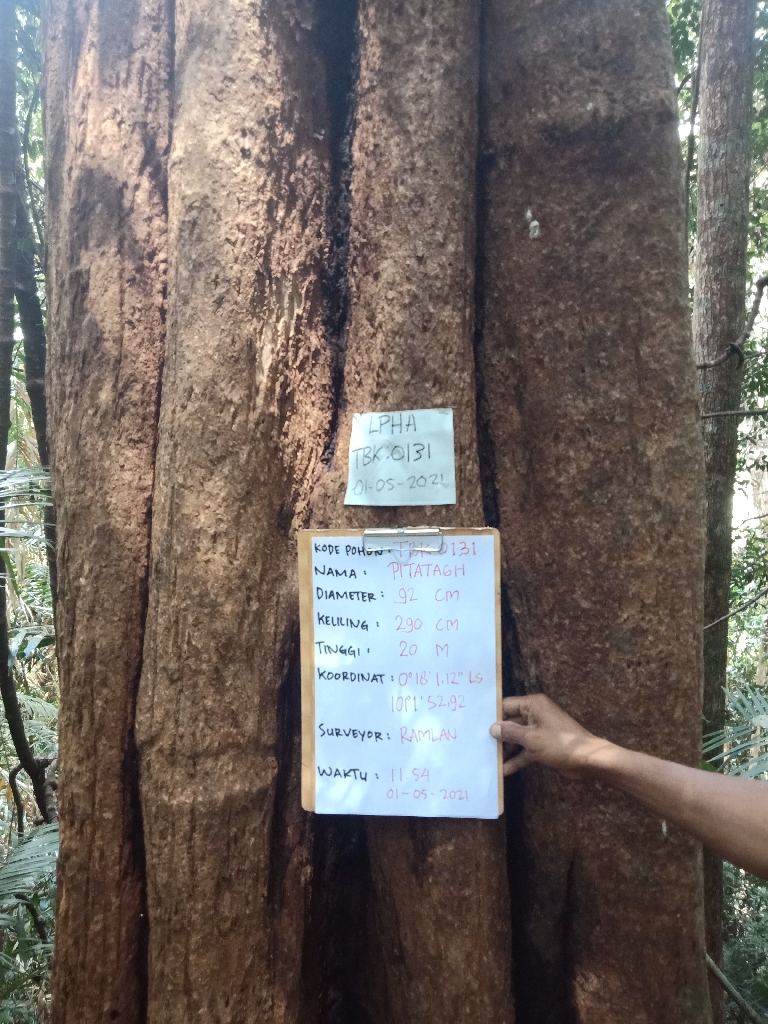 LPHA
TBK:0131
01-05-2021
KODE POHON : TBK 0131
NAMA : PITATAGH
DIAMETER : 92 CM
KELILING : 290 CM
TINGGI : 20 M
KOORDINAT : 0°18' 1.12" LS
101°1' 52,92
SURVEYOR : RAMLAN
WAKTU : 11 54
01-05-2021